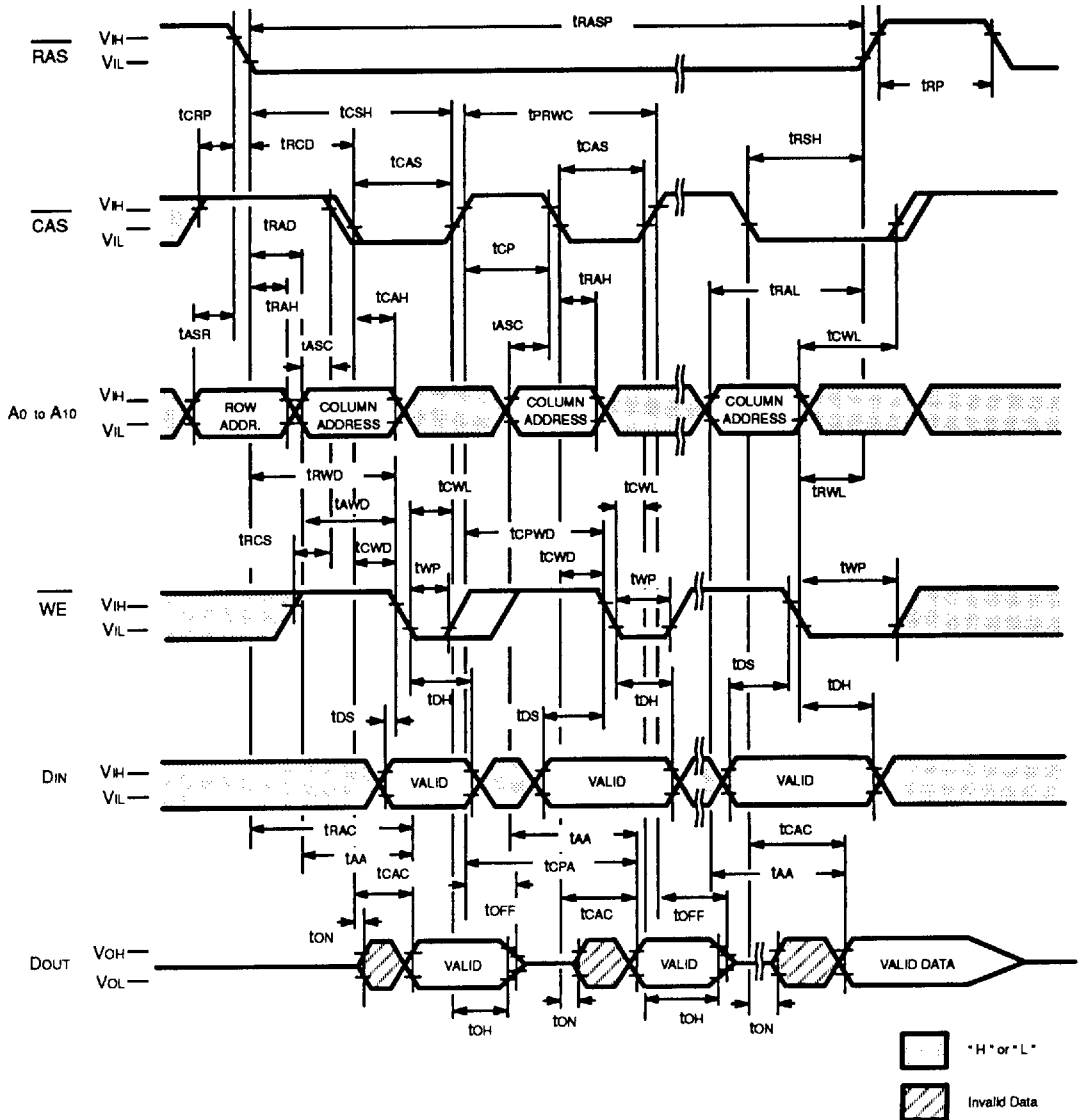 tRASP
VIH
RAS
VIL
tRP
tCRP
tCSH
tPRWC
tRCD
tRSH
tCAS
tCAS
VIH
CAS
VIL
tRAD
tCP
tRAH
tRAL
tRAH
tCAH
tASR
tASC
tASC
tCWL
VIH
A0 to A10
VIL
ROW ADDR.
COLUMN ADDRESS
COLUMN ADDRESS
COLUMN ADDRESS
tRWD
tCWL
tCWL
tRWL
tAWD
tCPWD
tRCS
tCWD
tCWD
tWP
tWP
tWP
WE
VIH
VIL
tDS
tDH
tDH
tDH
tDS
tDS
DIN
VIH
VIL
VALID
VALID
VALID
tRAC
tAA
tCAC
tAA
tCPA
tAA
tCAC
tOFF
tCAC
tOFF
tON
VOH
DOUT
VOL
VALID
VALID
VALID DATA
tOH
tON
tOH
tON
"H" or "L"
Invalid Data